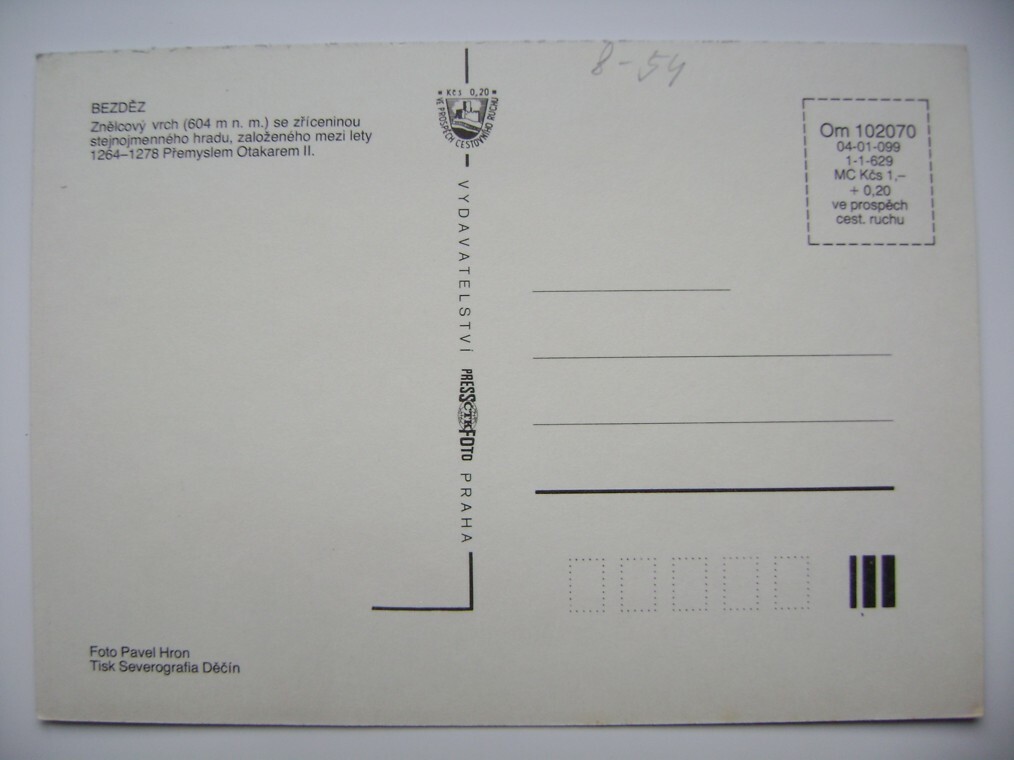 8-54
BEZDĚZ
Znělcový vrch (604 m n. m.) se zříceninou
stejnojmenného hradu, založeného mezi lety
1264–1278 Přemyslem Otakarem II.
* Kčs 0,20 *
VE PROSPĚCH CESTOVNÍHO RUCHU
VYDAVATELSTVÍ PRESSFOTO PRAHA
ČTK
Om 102070
04-01-099
1-1-629
MC Kčs 1,–
+ 0,20
ve prospěch
cest. ruchu
Foto Pavel Hron
Tisk Severografia Děčín